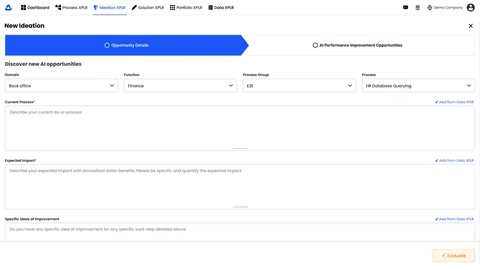 Dashboard Process XPLR Ideation XPLR Solution XPLR Portfolio XPLR Data XPLR Demo Company
New Ideation
Opportunity Details AI Performance Improvement Opportunities
Discover new AI opportunities
Domain Function Process Group Process
Back office Finance E2E HR Database Querying
Current Process* Add from Data XPLR
Describe your current as-is process
Expected Impact* Add from Data XPLR
Describe your expected impact with annualised dollar benefits. Please be specific and quantify the expected impact
Specific Ideas of Improvement Add from Data XPLR
Do you have any specific idea of improvement for any specific work step detailed above.
Evaluate